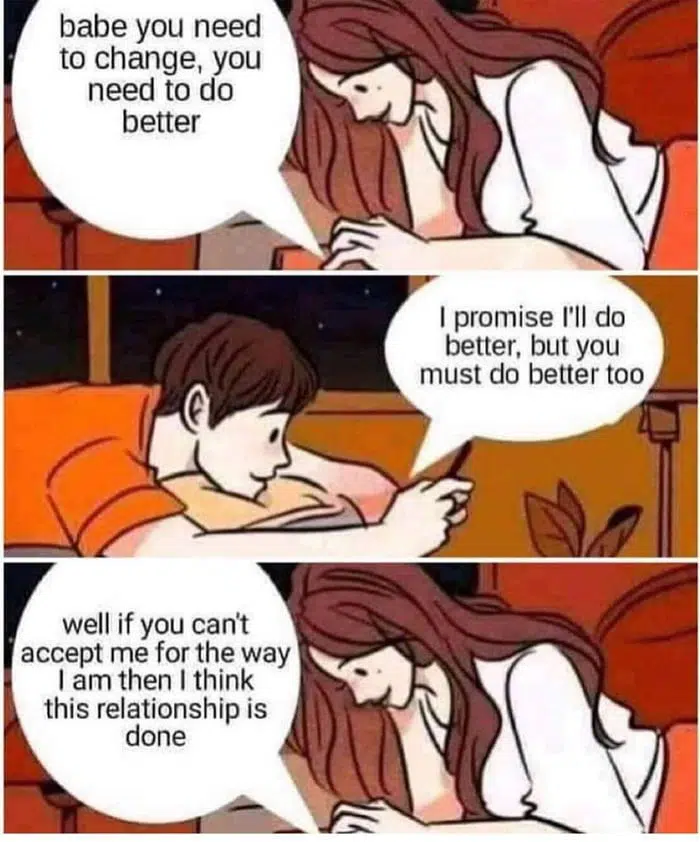 babe you need
to change, you
need to do
better
I promise I'll do
better, but you
must do better too
well if you can't
accept me for the way
I am then I think
this relationship is
done